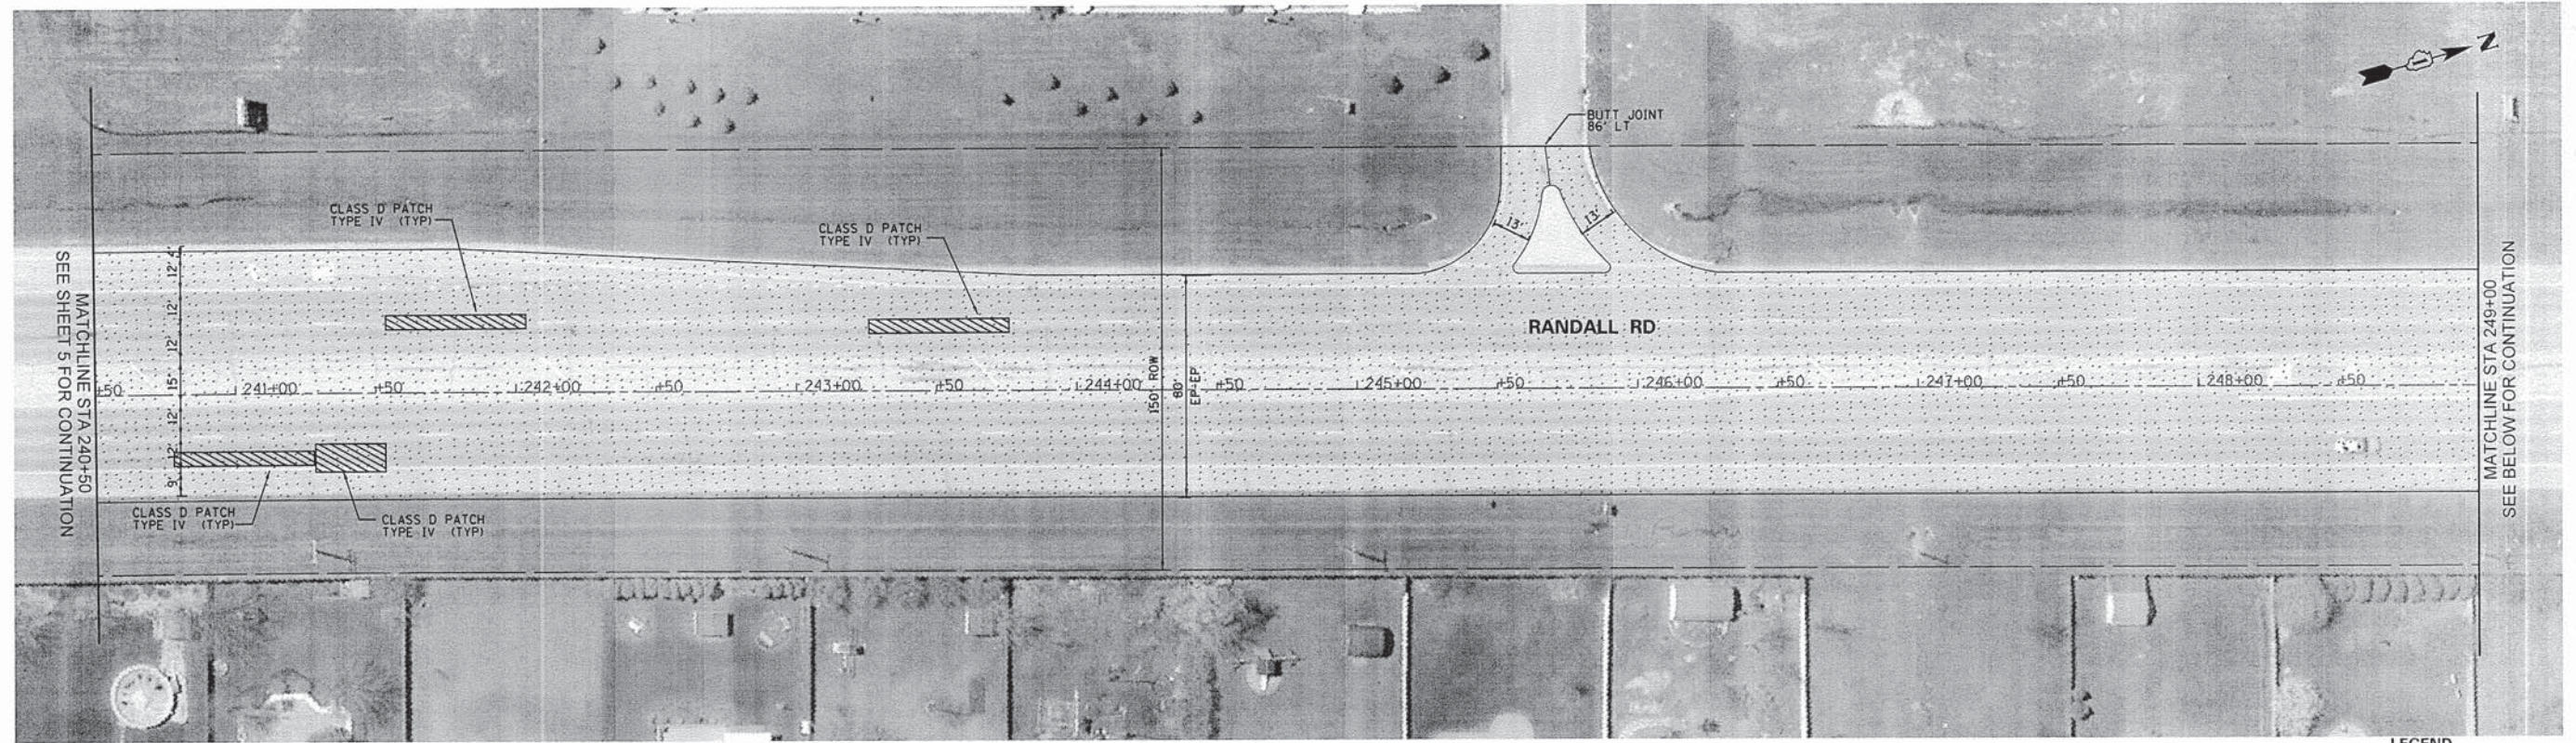 N
BUTT JOINT
86' LT
CLASS D PATCH
TYPE IV (TYP)
CLASS D PATCH
TYPE IV (TYP)
13'
13'
MATCHLINE STA 240+50
SEE SHEET 5 FOR CONTINUATION
4'
12'
12'
12'
15'
12'
12'
9'
RANDALL RD
150' ROW
80'
EP-EP
+50
241+00
+50
242+00
+50
243+00
+50
244+00
+50
245+00
+50
246+00
+50
247+00
+50
248+00
+50
MATCHLINE STA 249+00
SEE BELOW FOR CONTINUATION
CLASS D PATCH
TYPE IV (TYP)
CLASS D PATCH
TYPE IV (TYP)
LEGEND